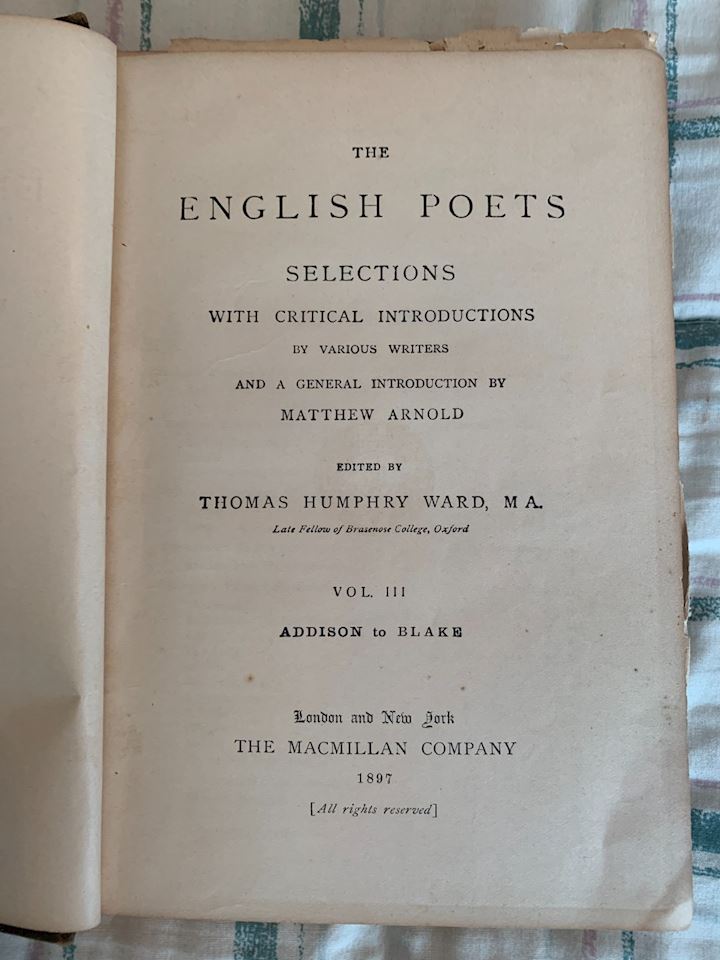 THE
ENGLISH POETS
SELECTIONS
WITH CRITICAL INTRODUCTIONS
BY VARIOUS WRITERS
AND A GENERAL INTRODUCTION BY
MATTHEW ARNOLD
EDITED BY
THOMAS HUMPHRY WARD, M A.
Late Fellow of Brasenose College, Oxford
VOL. III
ADDISON to BLAKE
London and New York
THE MACMILLAN COMPANY
1897
[All rights reserved]